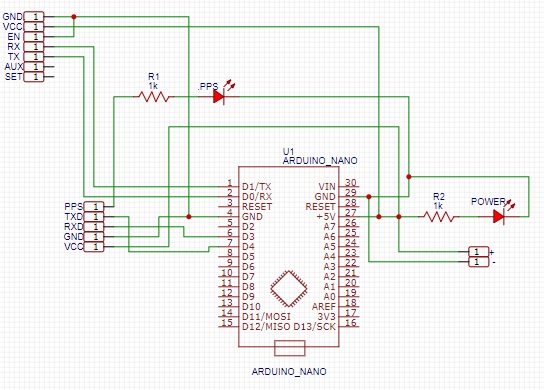 GND 1
VCC 1
EN 1
RX 1
TX 1
AUX 1
SET 1
R1
1k
.PPS
U1
ARDUINO_NANO
1 D1/TX VIN 30
2 D0/RX GND 29
3 RESET RESET 28
4 GND +5V 27
5 D2 A7 26
6 D3 A6 25
7 D4 A5 24
8 D5 A4 23
9 D6 A3 22
10 D7 A2 21
11 D8 A1 20
12 D9 A0 19
13 D10 AREF 18
14 D11/MOSI 3V3 17
15 D12/MISO D13/SCK 16
PPS 1
TXD 1
RXD 1
GND 1
VCC 1
R2
1k
POWER
1 +
1 -
ARDUINO_NANO